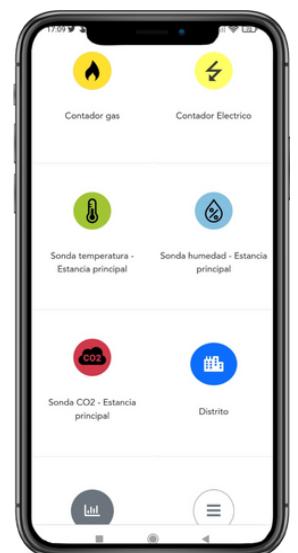 17:09
Contador gas
Contador Electrico
Sonda temperatura -
Estancia principal
Sonda humedad - Estancia
principal
CO2
Sonda CO2 - Estancia
principal
Distrito